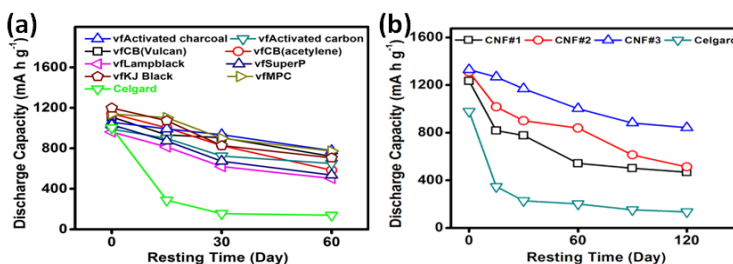 (a)
vfActivated charcoal vfActivated carbon
vfCB(Vulcan) vfCB(acetylene)
vfLampblack vfSuperP
vfKJ Black vfMPC
Celgard
Discharge Capacity (mA h g⁻¹)
0 400 800 1200 1600
0 15 30 60
Resting Time (Day)
(b)
CNF#1 CNF#2 CNF#3 Celgard
Discharge Capacity (mA h g⁻¹)
0 400 800 1200 1600
0 30 60 90 120
Resting Time (Day)